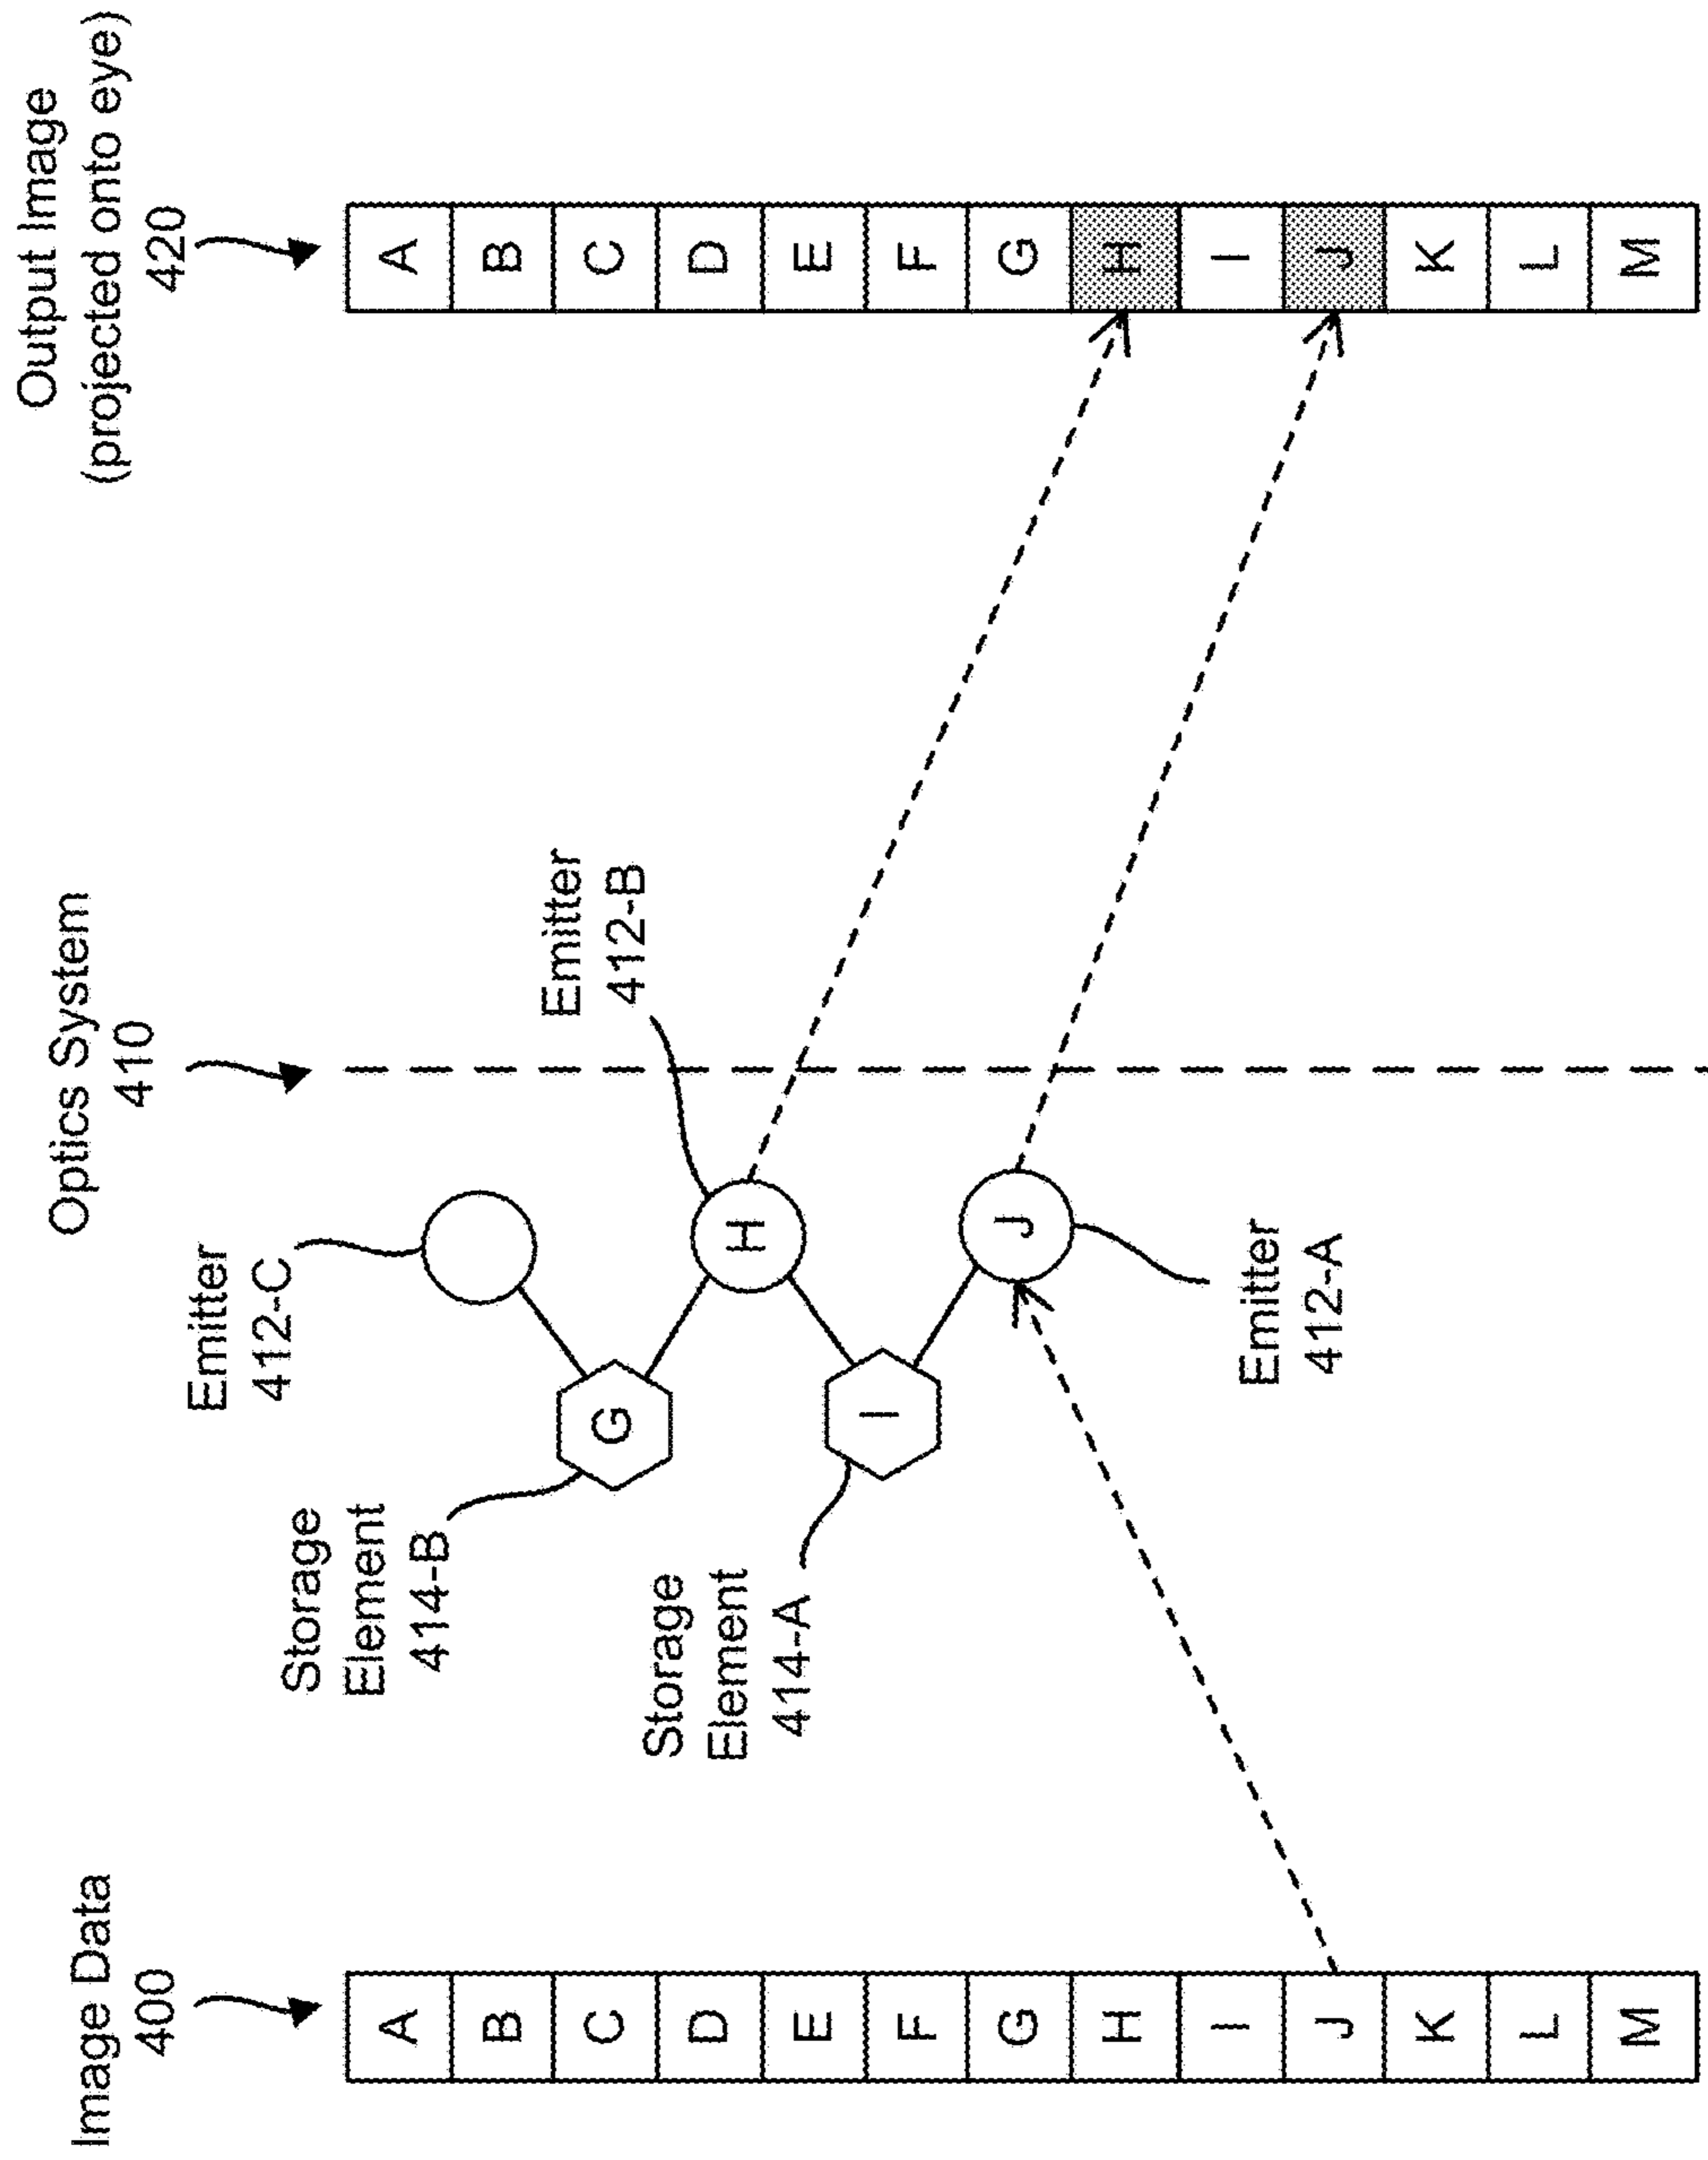 Image Data
400
A
B
C
D
E
F
G
H
I
J
K
L
M
Optics System
410
Emitter
412-C
Storage
Element
414-B
G
Emitter
412-B
H
Storage
Element
414-A
I
J
Emitter
412-A
Output Image
(projected onto eye)
420
A
B
C
D
E
F
G
H
I
J
K
L
M